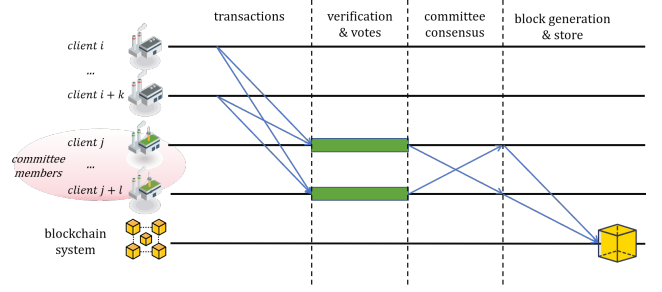 transactions
verification
& votes
committee
consensus
block generation
& store
client i
...
client i + k
client j
committee
members
...
client j + l
blockchain
system